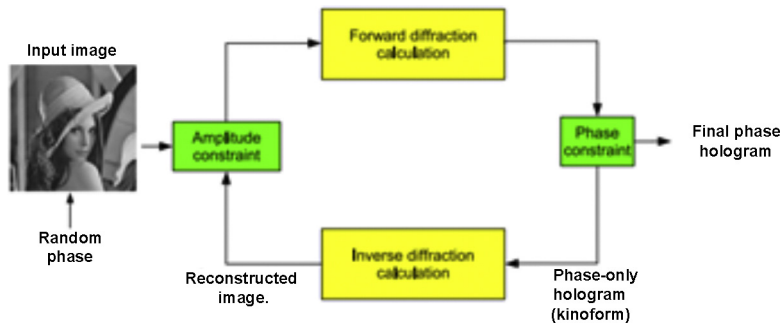 Input image
Random
phase
Amplitude
constraint
Forward diffraction
calculation
Phase
constraint
Final phase
hologram
Phase-only
hologram
(kinoform)
Inverse diffraction
calculation
Reconstructed
image.